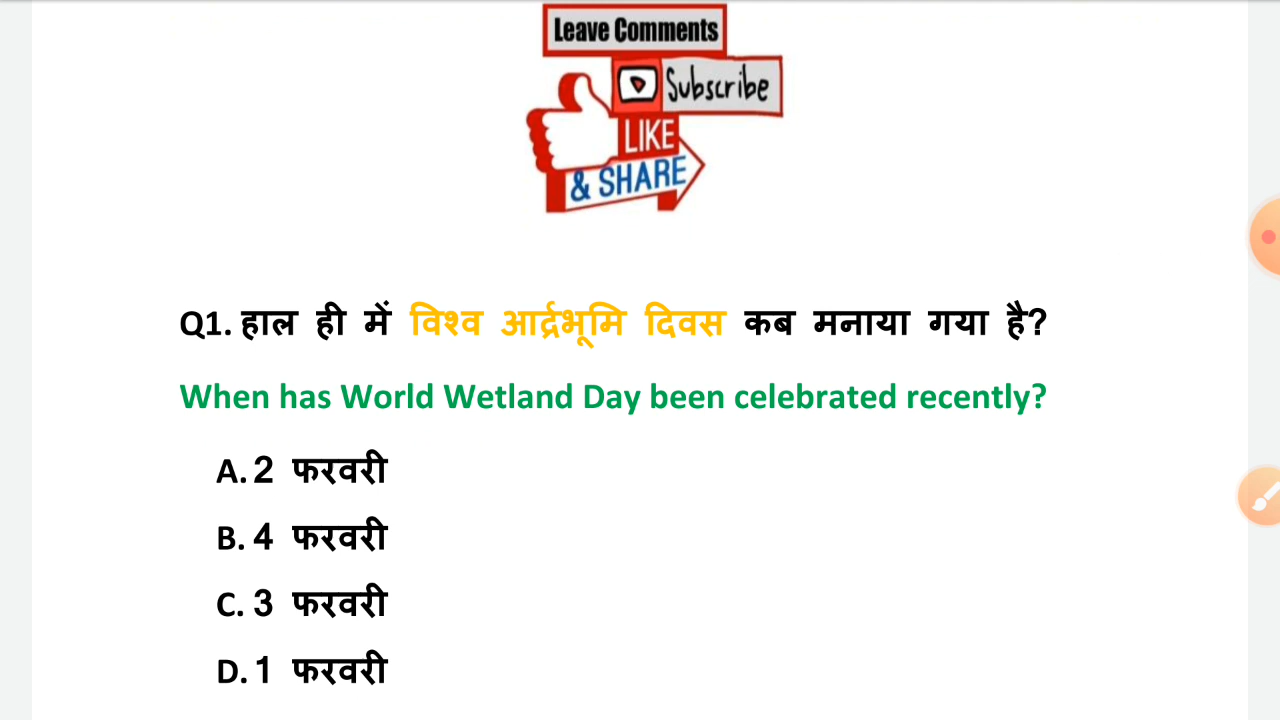 Leave Comments
Subscribe
LIKE
& SHARE
Q1. हाल ही में विश्व आर्द्रभूमि दिवस कब मनाया गया है?
When has World Wetland Day been celebrated recently?
A. 2 फरवरी
B. 4 फरवरी
C. 3 फरवरी
D. 1 फरवरी